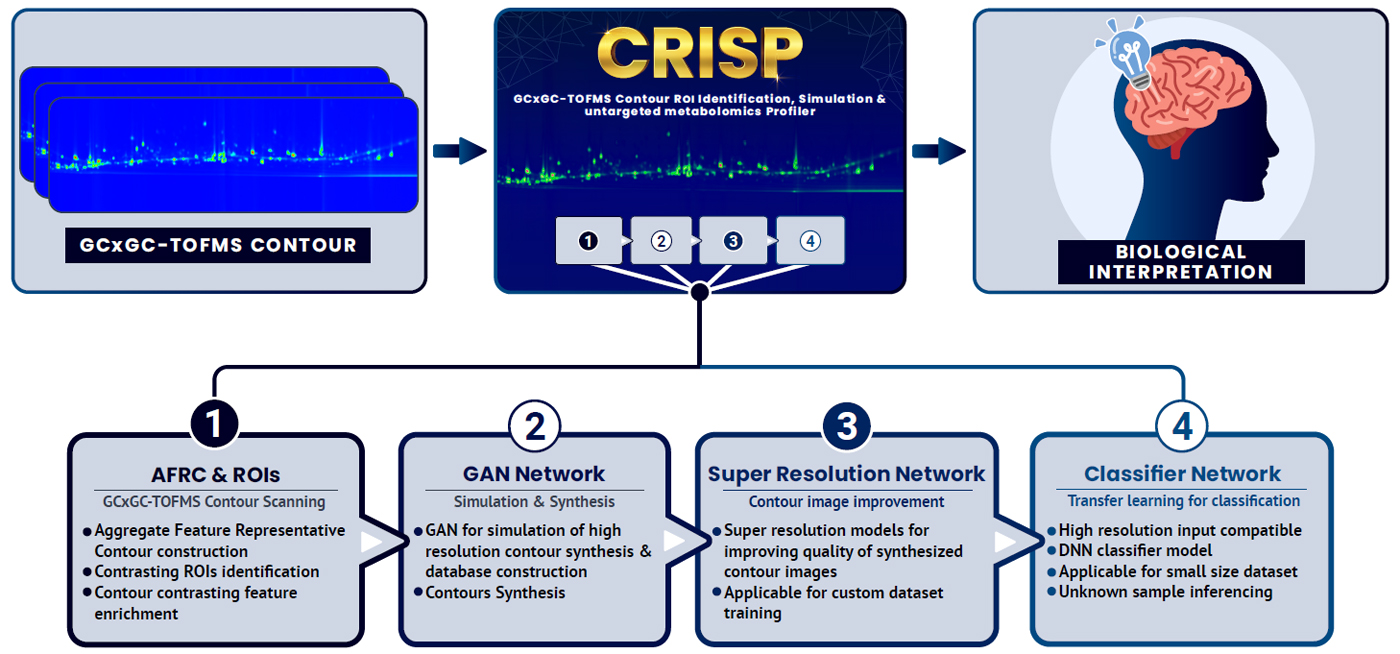 GCxGC-TOFMS CONTOUR
CRISP
GCxGC-TOFMS Contour ROI Identification, Simulation &
untargeted metabolomics Profiler
1
2
3
4
BIOLOGICAL
INTERPRETATION
1
AFRC & ROIs
GCxGC-TOFMS Contour Scanning
Aggregate Feature Representative
Contour construction
Contrasting ROIs identification
Contour contrasting feature
enrichment
2
GAN Network
Simulation & Synthesis
GAN for simulation of high
resolution contour synthesis &
database construction
Contours Synthesis
3
Super Resolution Network
Contour image improvement
Super resolution models for
improving quality of synthesized
contour images
Applicable for custom dataset
training
4
Classifier Network
Transfer learning for classification
High resolution input compatible
DNN classifier model
Applicable for small size dataset
Unknown sample inferencing